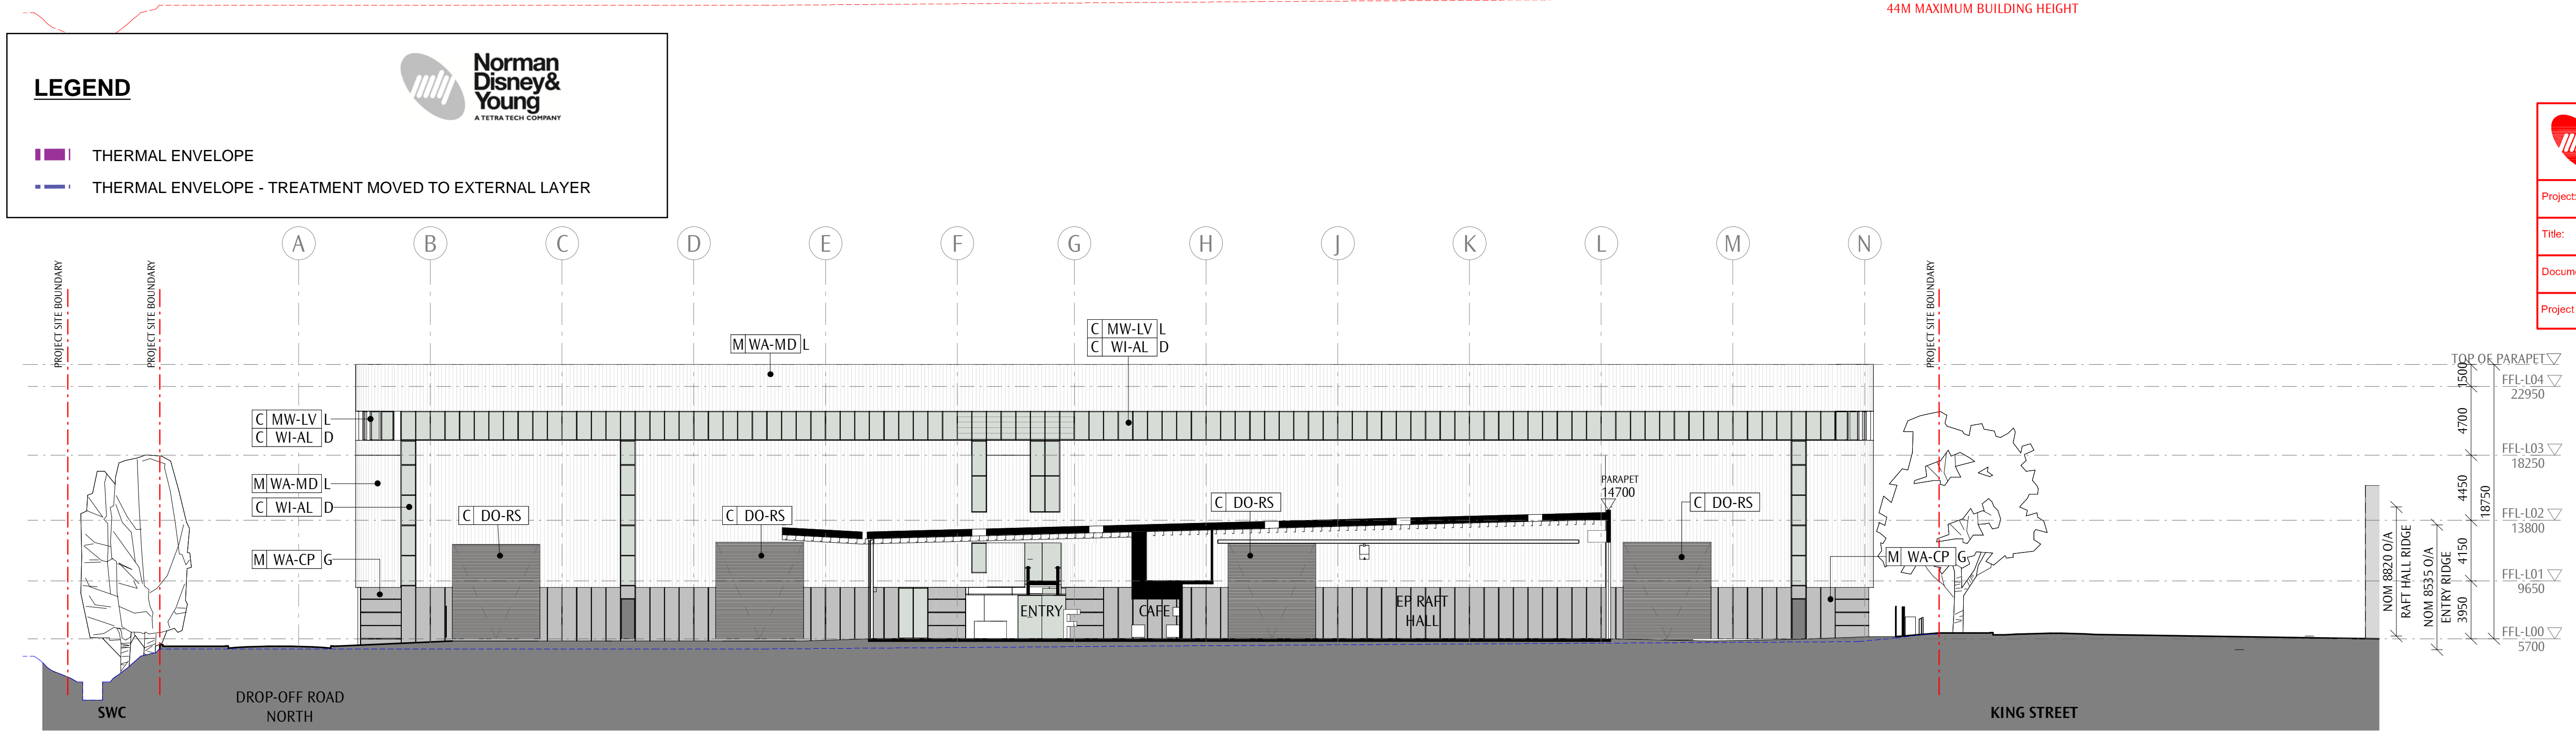 44M MAXIMUM BUILDING HEIGHT
LEGEND
Norman
Disney&
Young
A TETRA TECH COMPANY
THERMAL ENVELOPE
THERMAL ENVELOPE - TREATMENT MOVED TO EXTERNAL LAYER
Project:
Title:
Docume
Project
A B C D E F G H J K L M N
PROJECT SITE BOUNDARY
PROJECT SITE BOUNDARY
PROJECT SITE BOUNDARY
M WA-MD L
C MW-LV L
C WI-AL D
C MW-LV L
C WI-AL D
M WA-MD L
C WI-AL D
M WA-CP G
C DO-RS
C DO-RS
C DO-RS
C DO-RS
PARAPET
14700
M WA-CP G
ENTRY
CAFE
EP RAFT
HALL
TOP OF PARAPET
FFL-L04
22950
FFL-L03
18250
FFL-L02
13800
FFL-L01
9650
FFL-L00
5700
1500
4700
4450
4150
3950
18750
NOM 8820 O/A
RAFT HALL RIDGE
NOM 8535 O/A
ENTRY RIDGE
SWC
DROP-OFF ROAD
NORTH
KING STREET